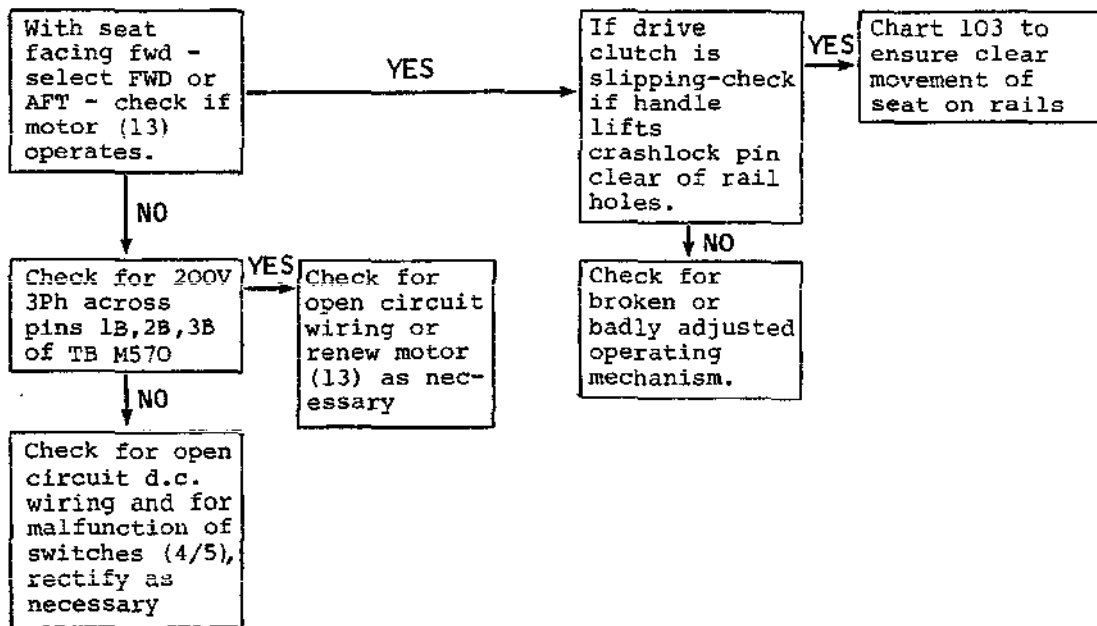 With seat
facing fwd -
select FWD or
AFT - check if
motor (13)
operates.
YES
If drive
clutch is
slipping-check
if handle
lifts
crashlock pin
clear of rail
holes.
YES
Chart 103 to
ensure clear
movement of
seat on rails
NO
NO
Check for 200V
3Ph across
pins 1B,2B,3B
of TB M570
YES
Check for
open circuit
wiring or
renew motor
(13) as nec-
essary
Check for
broken or
badly adjusted
operating
mechanism.
NO
Check for open
circuit d.c.
wiring and for
malfunction of
switches (4/5),
rectify as
necessary